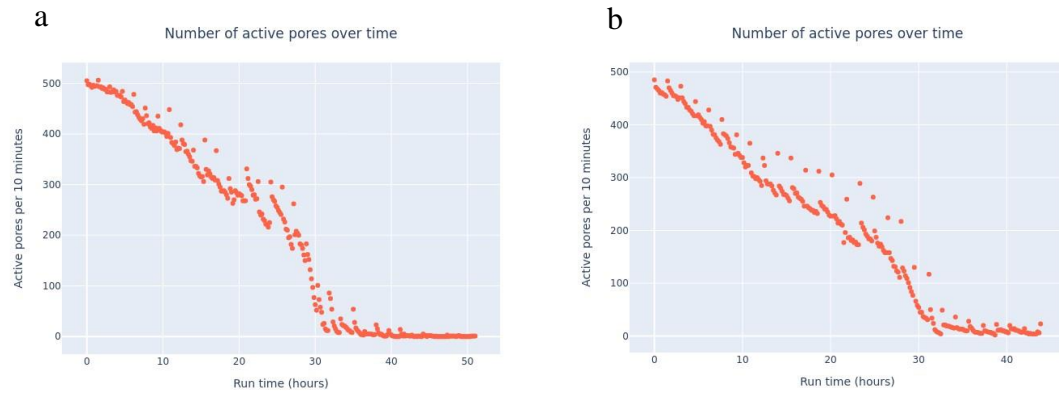 a
Number of active pores over time
500
400
300
200
100
0
Active pores per 10 minutes
0 10 20 30 40 50
Run time (hours)
b
Number of active pores over time
500
400
300
200
100
0
Active pores per 10 minutes
0 10 20 30 40
Run time (hours)